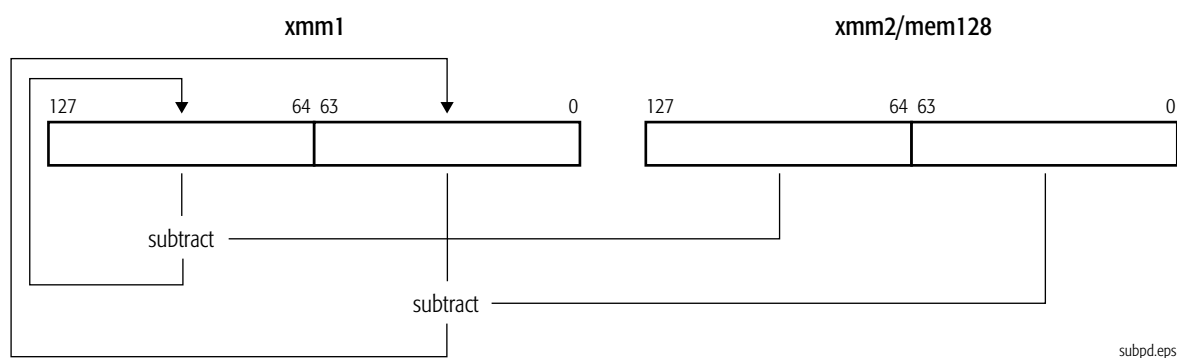 xmm1 xmm2/mem128
127 64 63 0 127 64 63 0
subtract
subtract
subpd.eps